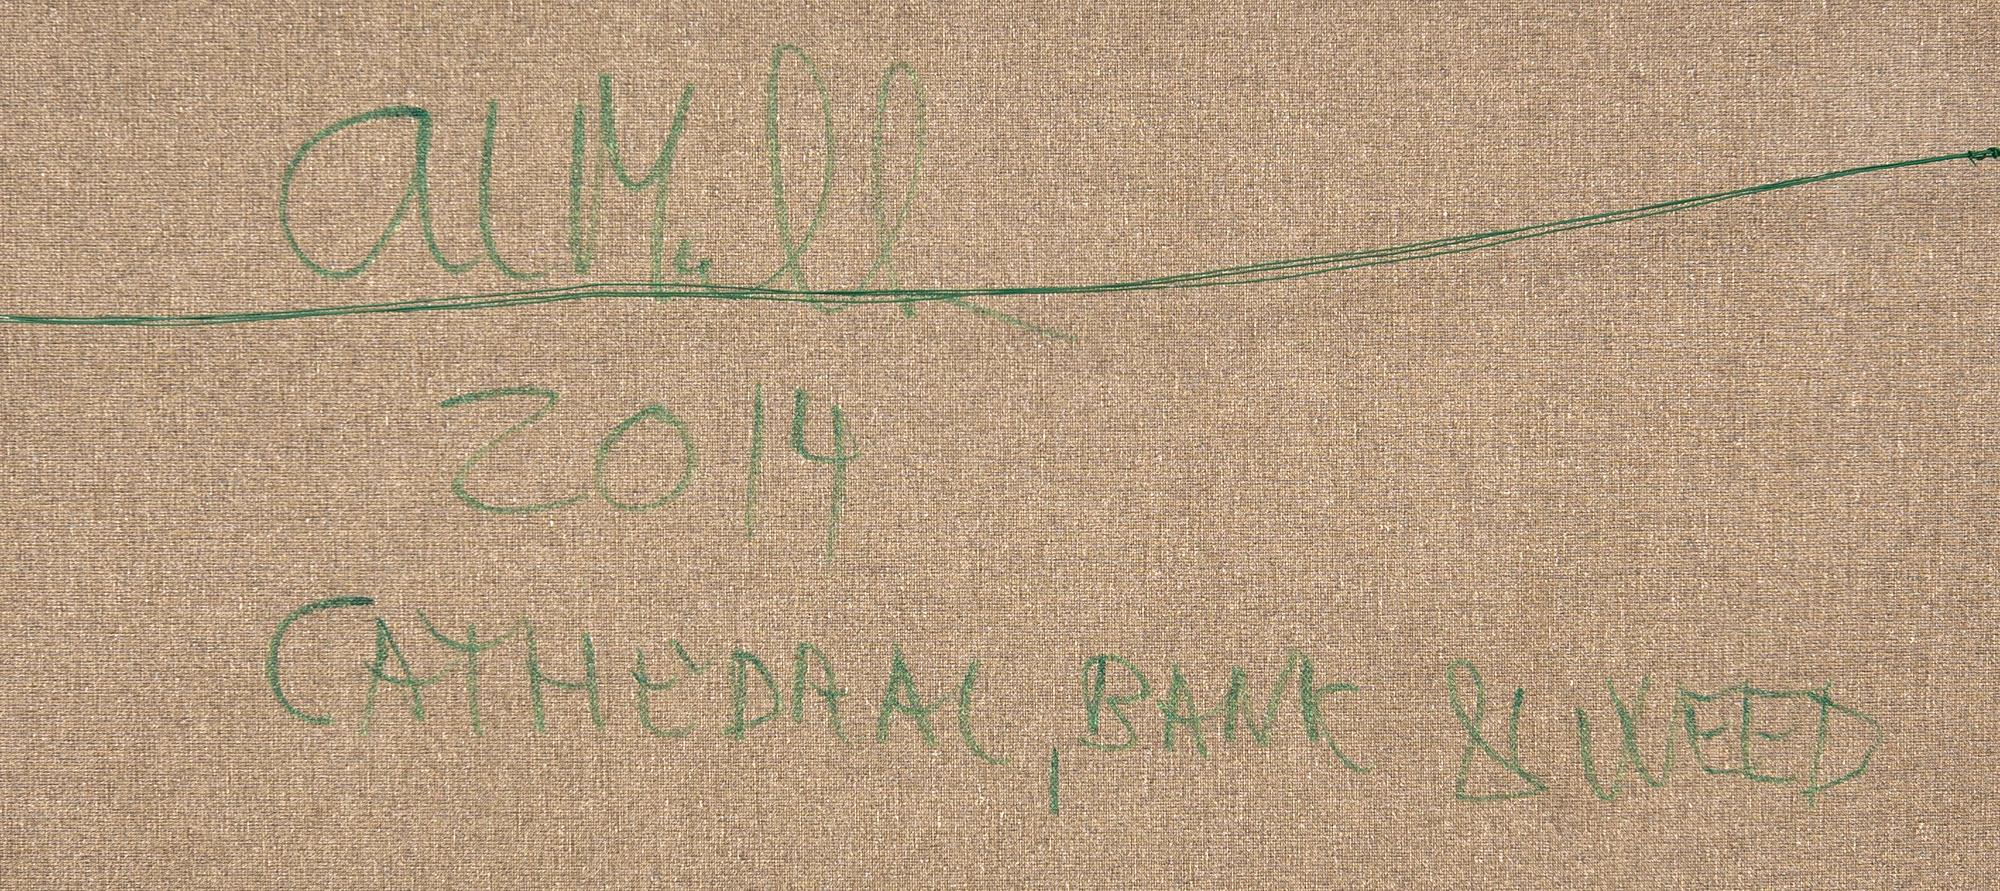 2014
CATHEDRAL, BANK & WEED